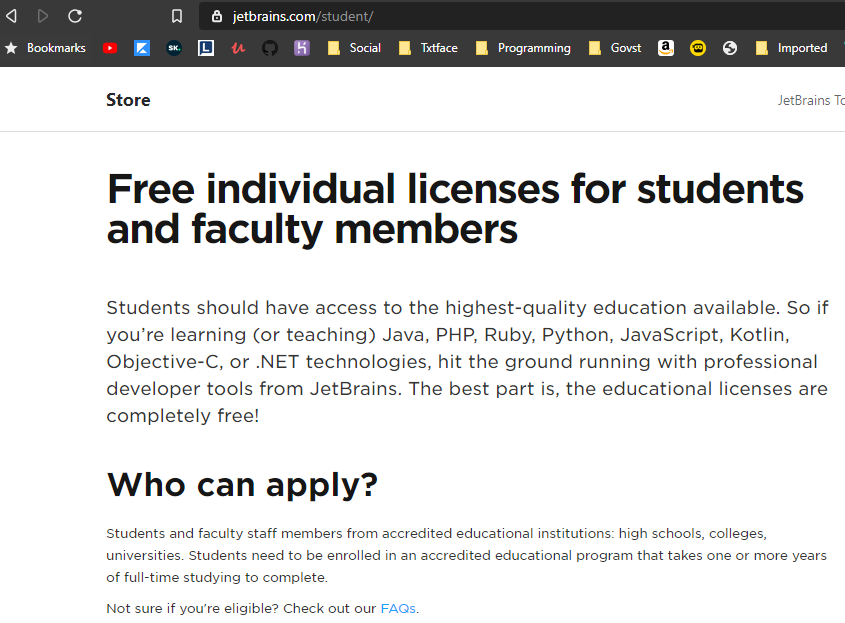 jetbrains.com/student/
Bookmarks SK. L Social Txtface Programming Govst a Imported
Store JetBrains To
Free individual licenses for students
and faculty members
Students should have access to the highest-quality education available. So if
you’re learning (or teaching) Java, PHP, Ruby, Python, JavaScript, Kotlin,
Objective-C, or .NET technologies, hit the ground running with professional
developer tools from JetBrains. The best part is, the educational licenses are
completely free!
Who can apply?
Students and faculty staff members from accredited educational institutions: high schools, colleges,
universities. Students need to be enrolled in an accredited educational program that takes one or more years
of full-time studying to complete.
Not sure if you're eligible? Check out our FAQs.